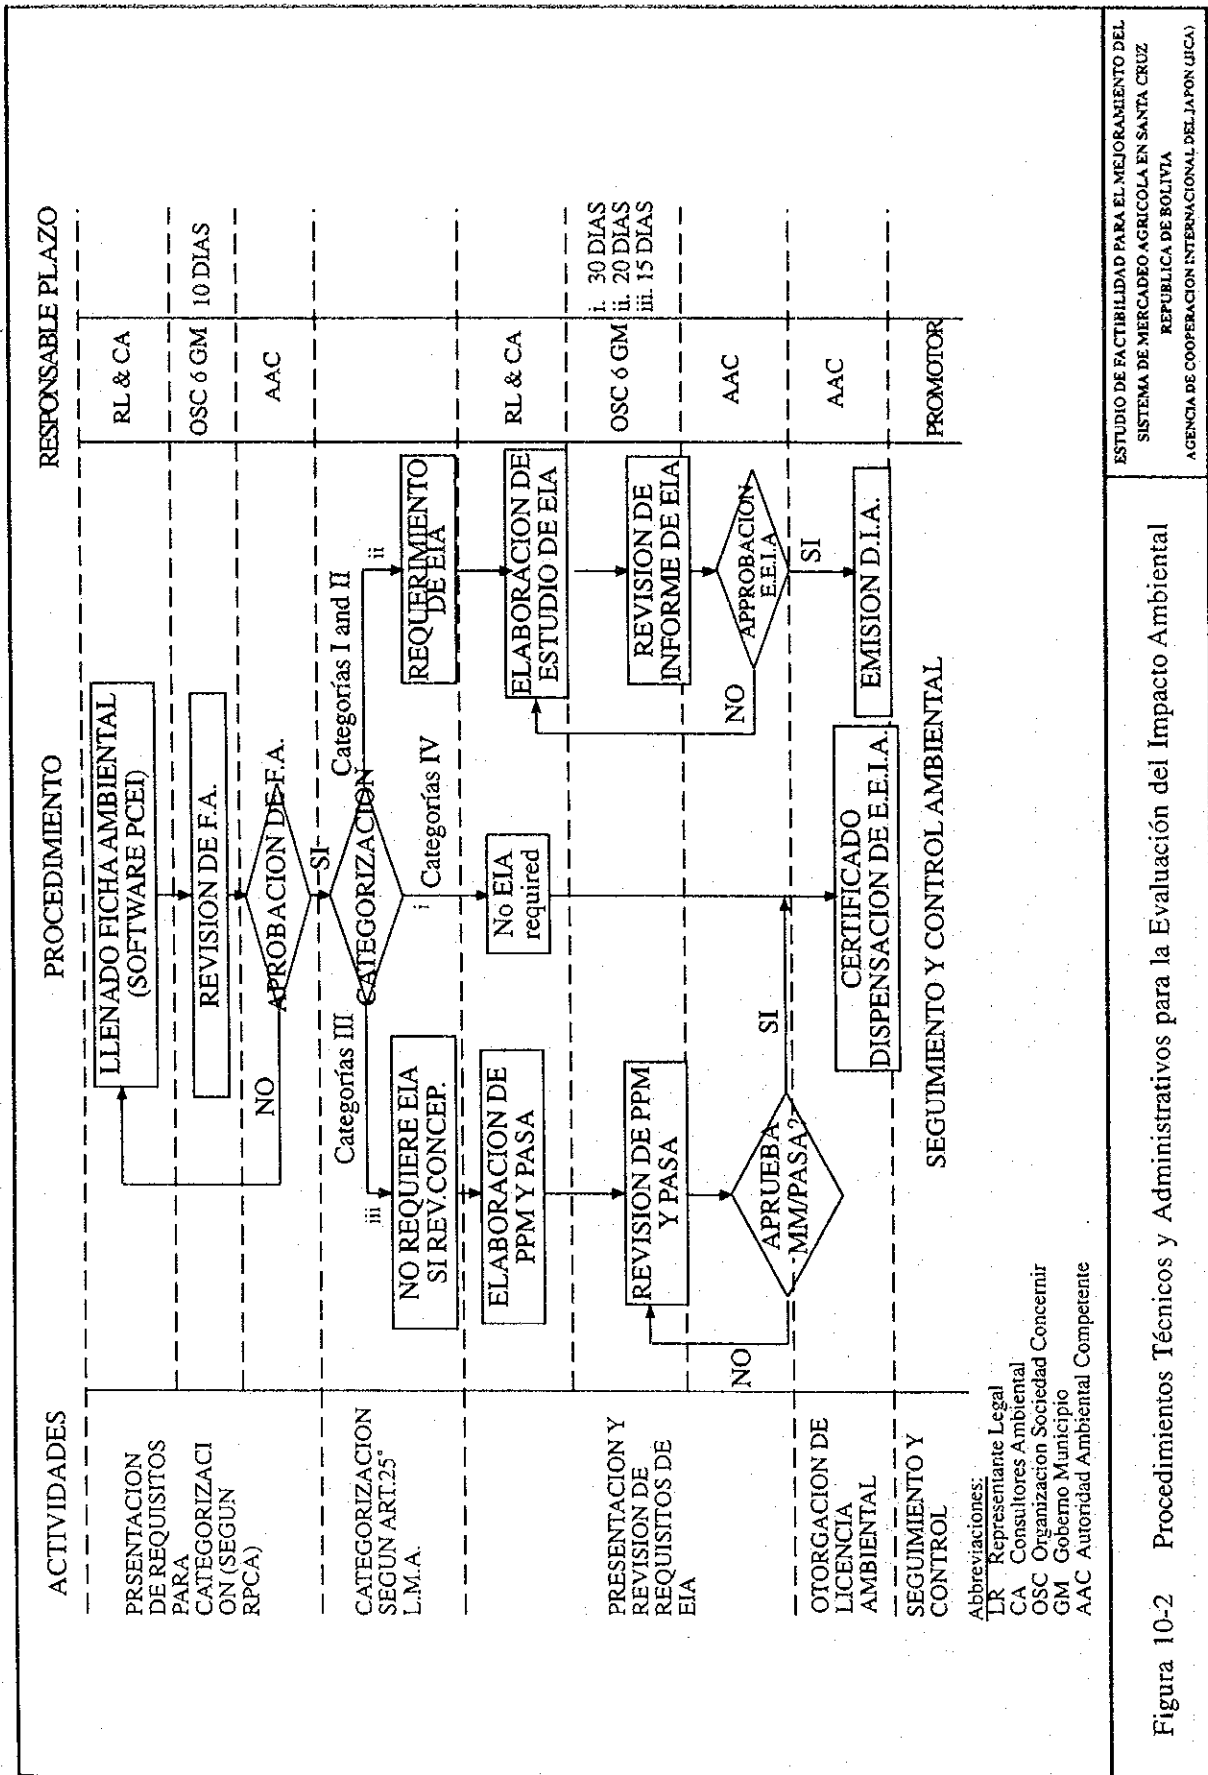 ACTIVIDADES
PROCEDIMIENTO
RESPONSABLE
PLAZO
PRSENTACION
DE REQUISITOS
PARA
CATEGORIZACI
ON (SEGUN
RPCA)
LLENADO FICHA AMBIENTAL
(SOFTWARE PCEI)
RL & CA
REVISION DE F.A.
OSC 6 GM
10 DIAS
NO
APROBACION DE F.A.
AAC
SI
CATEGORIZACION
SEGUN ART.25°
L.M.A.
Categorías III
CATEGORIZACION
Categories I and II
iii
i
Categorías IV
ii
NO REQUIERE EIA
SI REV.CONCEP.
REQUERIMIENTO
DE EIA
PRESENTACION Y
REVISION DE
REQUISITOS DE
EIA
ELABORACION DE
PPM Y PASA
No EIA
required
ELABORACION DE
ESTUDIO DE EIA
RL & CA
REVISION DE PPM
Y PASA
REVISION DE
INFORME DE EIA
OSC 6 GM
i. 30 DIAS
ii. 20 DIAS
iii. 15 DIAS
NO
APRUEBA
MM/PASA?
SI
NO
APPROBACION
E.E.I.A
AAC
SI
OTORGACION DE
LICENCIA
AMBIENTAL
CERTIFICADO
DISPENSACION DE E.E.I.A.
EMISION D.I.A.
AAC
SEGUIMIENTO Y
CONTROL
SEGUIMIENTO Y CONTROL AMBIENTAL
PROMOTOR
Abbreviaciones:
LR Representante Legal
CA Consultores Ambiental
OSC Organizacion Sociedad Concernir
GM Goberno Municipio
AAC Autoridad Ambiental Competente
Figura 10-2 Procedimientos Técnicos y Administrativos para la Evaluación del Impacto Ambiental
ESTUDIO DE FACTIBILIDAD PARA EL MEJORAMIENTO DEL
SISTEMA DE MERCADEO AGRICOLA EN SANTA CRUZ
REPUBLICA DE BOLIVIA
AGENCIA DE COOPERACION INTERNACIONAL DEL JAPON (JICA)